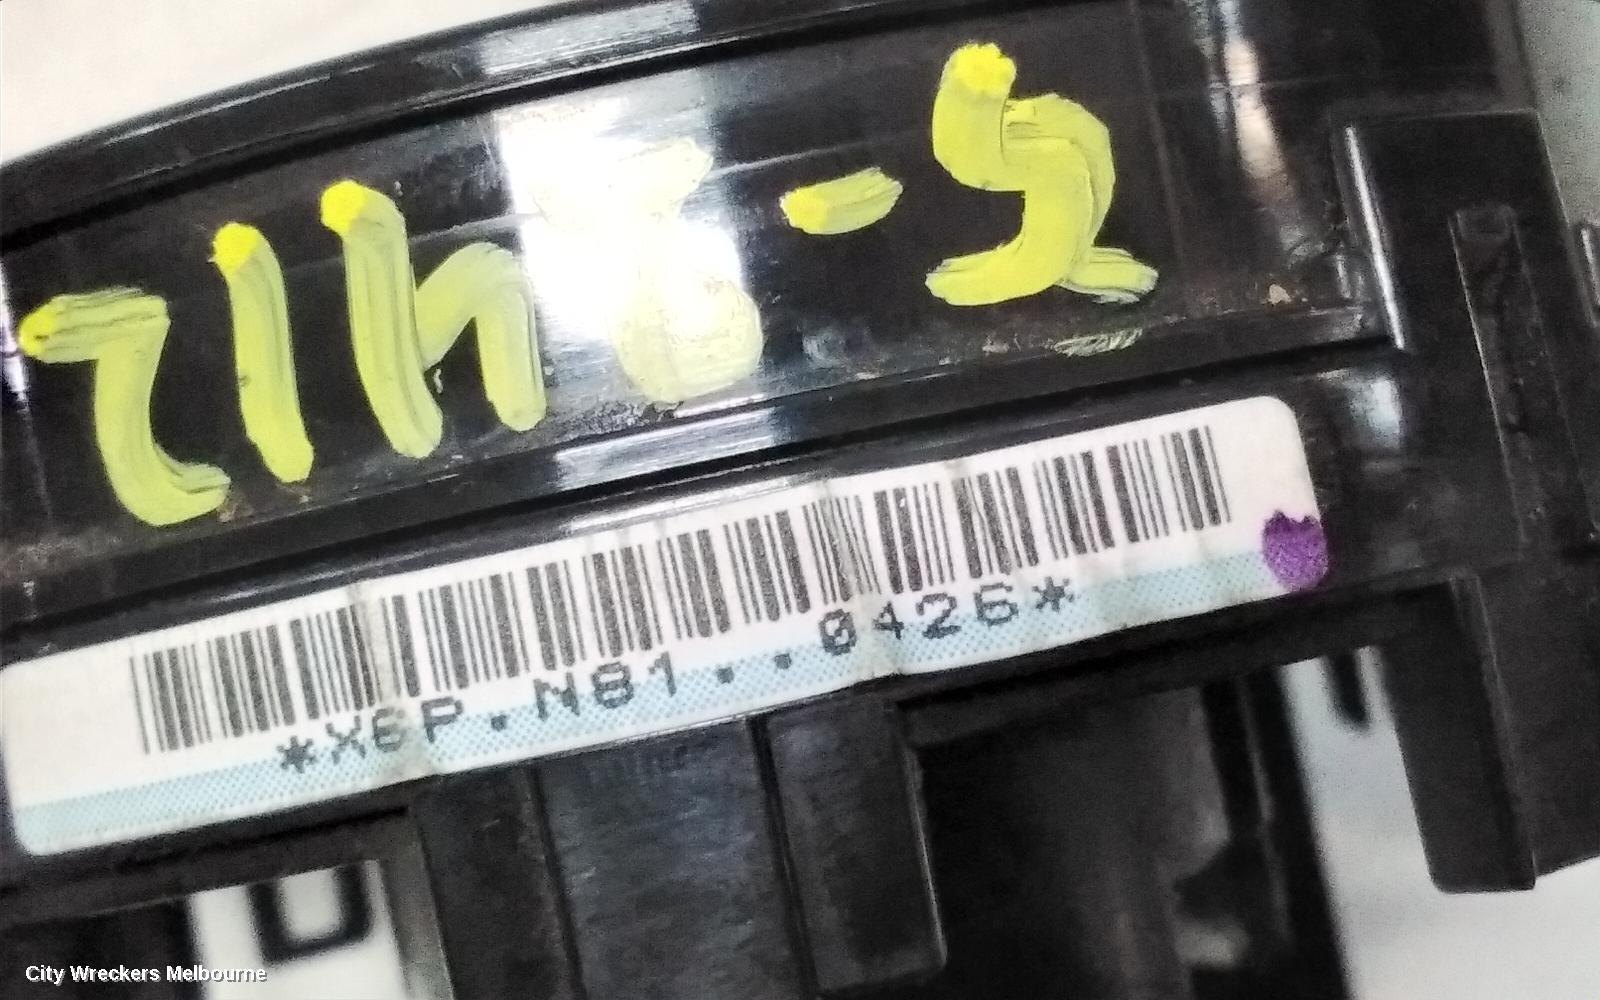 *X6P.N81..0426*
City Wreckers Melbourne